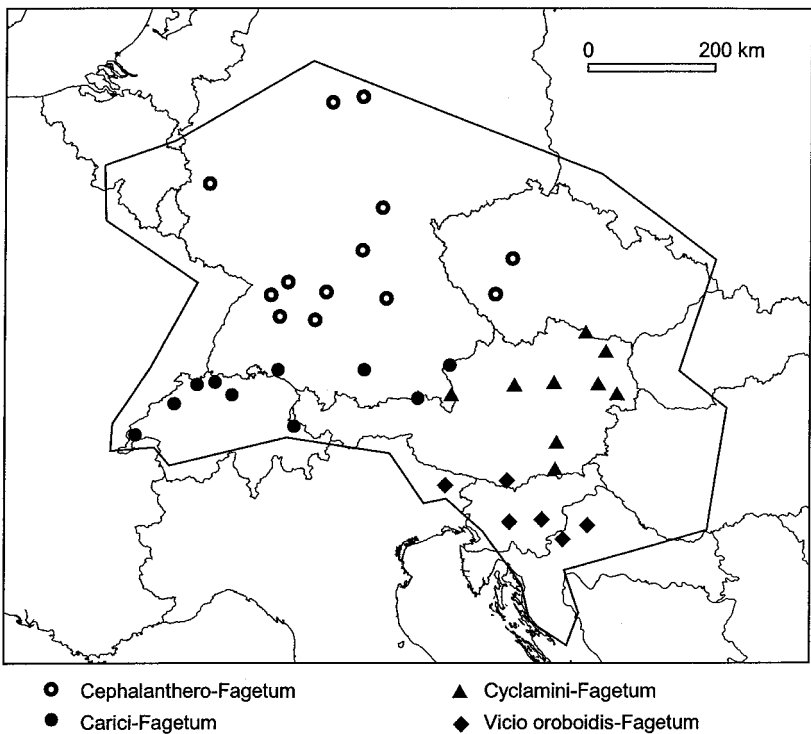 0 200 km
Cephalanthero-Fagetum
Carici-Fagetum
Cyclamini-Fagetum
Vicio oroboidis-Fagetum